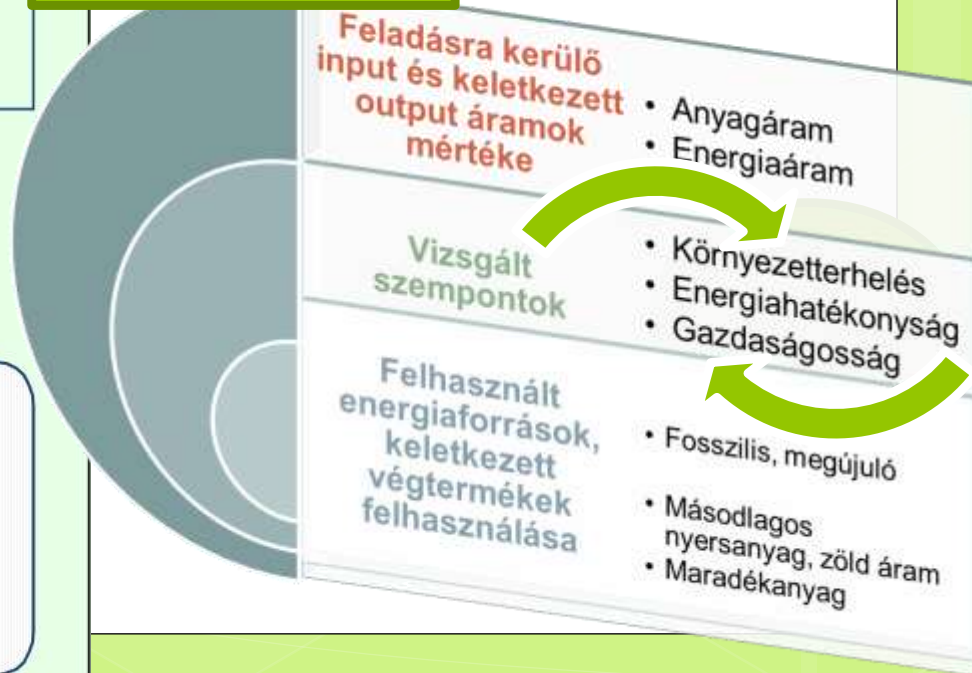 Feladásra kerülő
input és keletkezett
output áramok
mértéke
• Anyagáram
• Energiaáram
Vizsgált
szempontok
• Környezetterhelés
• Energiahatékonyság
• Gazdaságosság
Felhasznált
energiaforrások,
keletkezett
végtermékek
felhasználása
• Fosszilis, megújuló
• Másodlagos
nyersanyag, zöld áram
• Maradékanyag